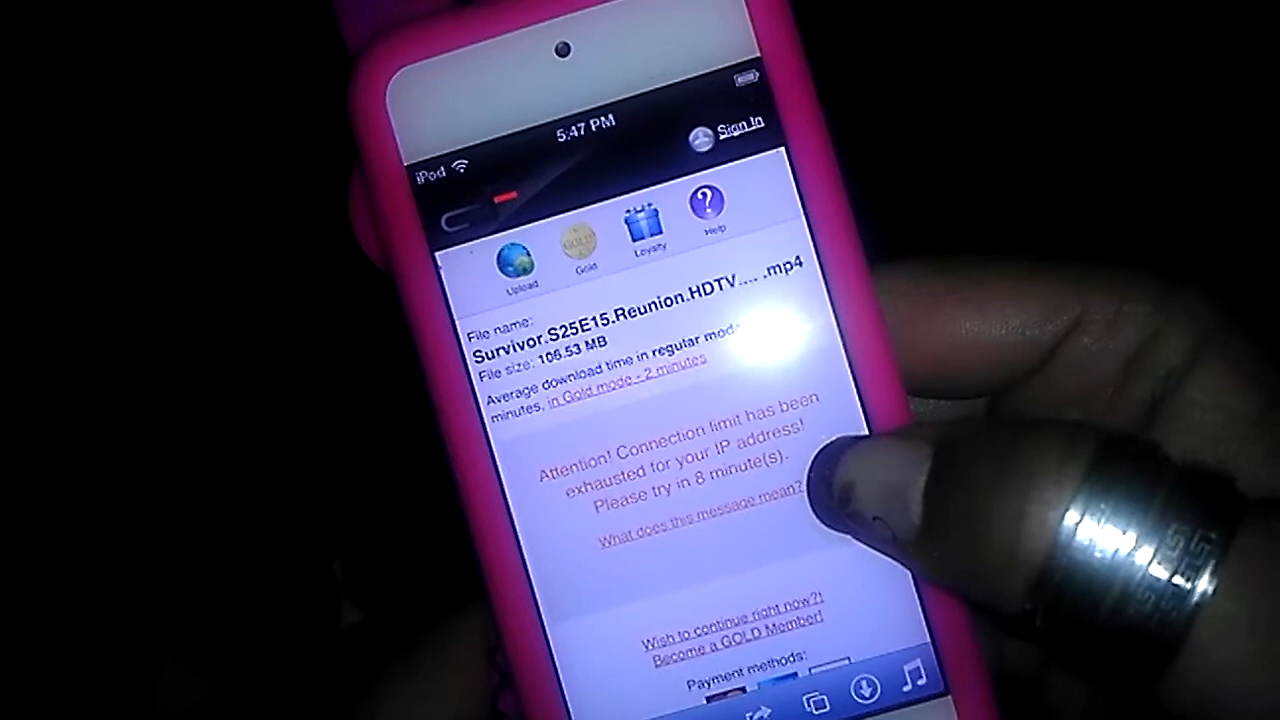 5:47 PM
iPod
Sign In
Upload
GOLD
Gold
Loyalty
?
Help
File name:
Survivor.S25E15.Reunion.HDTV.... .mp4
File size: 106.53 MB
Average download time in regular mode
minutes, in Gold mode - 2 minutes
Attention! Connection limit has been
exhausted for your IP address!
Please try in 8 minute(s).
What does this message mean?
Wish to continue right now?!
Become a GOLD Member!
Payment methods: